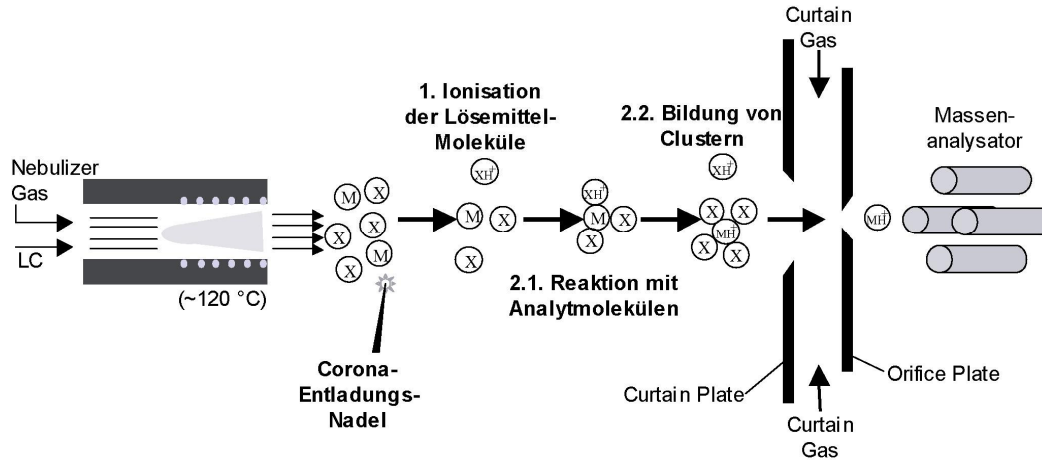 Curtain
Gas
1. Ionisation
der Lösemittel-
Moleküle
2.2. Bildung von
Clustern
Massen-
analysator
Nebulizer
Gas
LC
(~120 °C)
M
X
X
X
M
X
X
XH+
M
X
X
XH+
M
X
X
XH+
X
X
MH+
X
X
MH+
2.1. Reaktion mit
Analytmolekülen
Corona-
Entladungs-
Nadel
Curtain Plate
Orifice Plate
Curtain
Gas